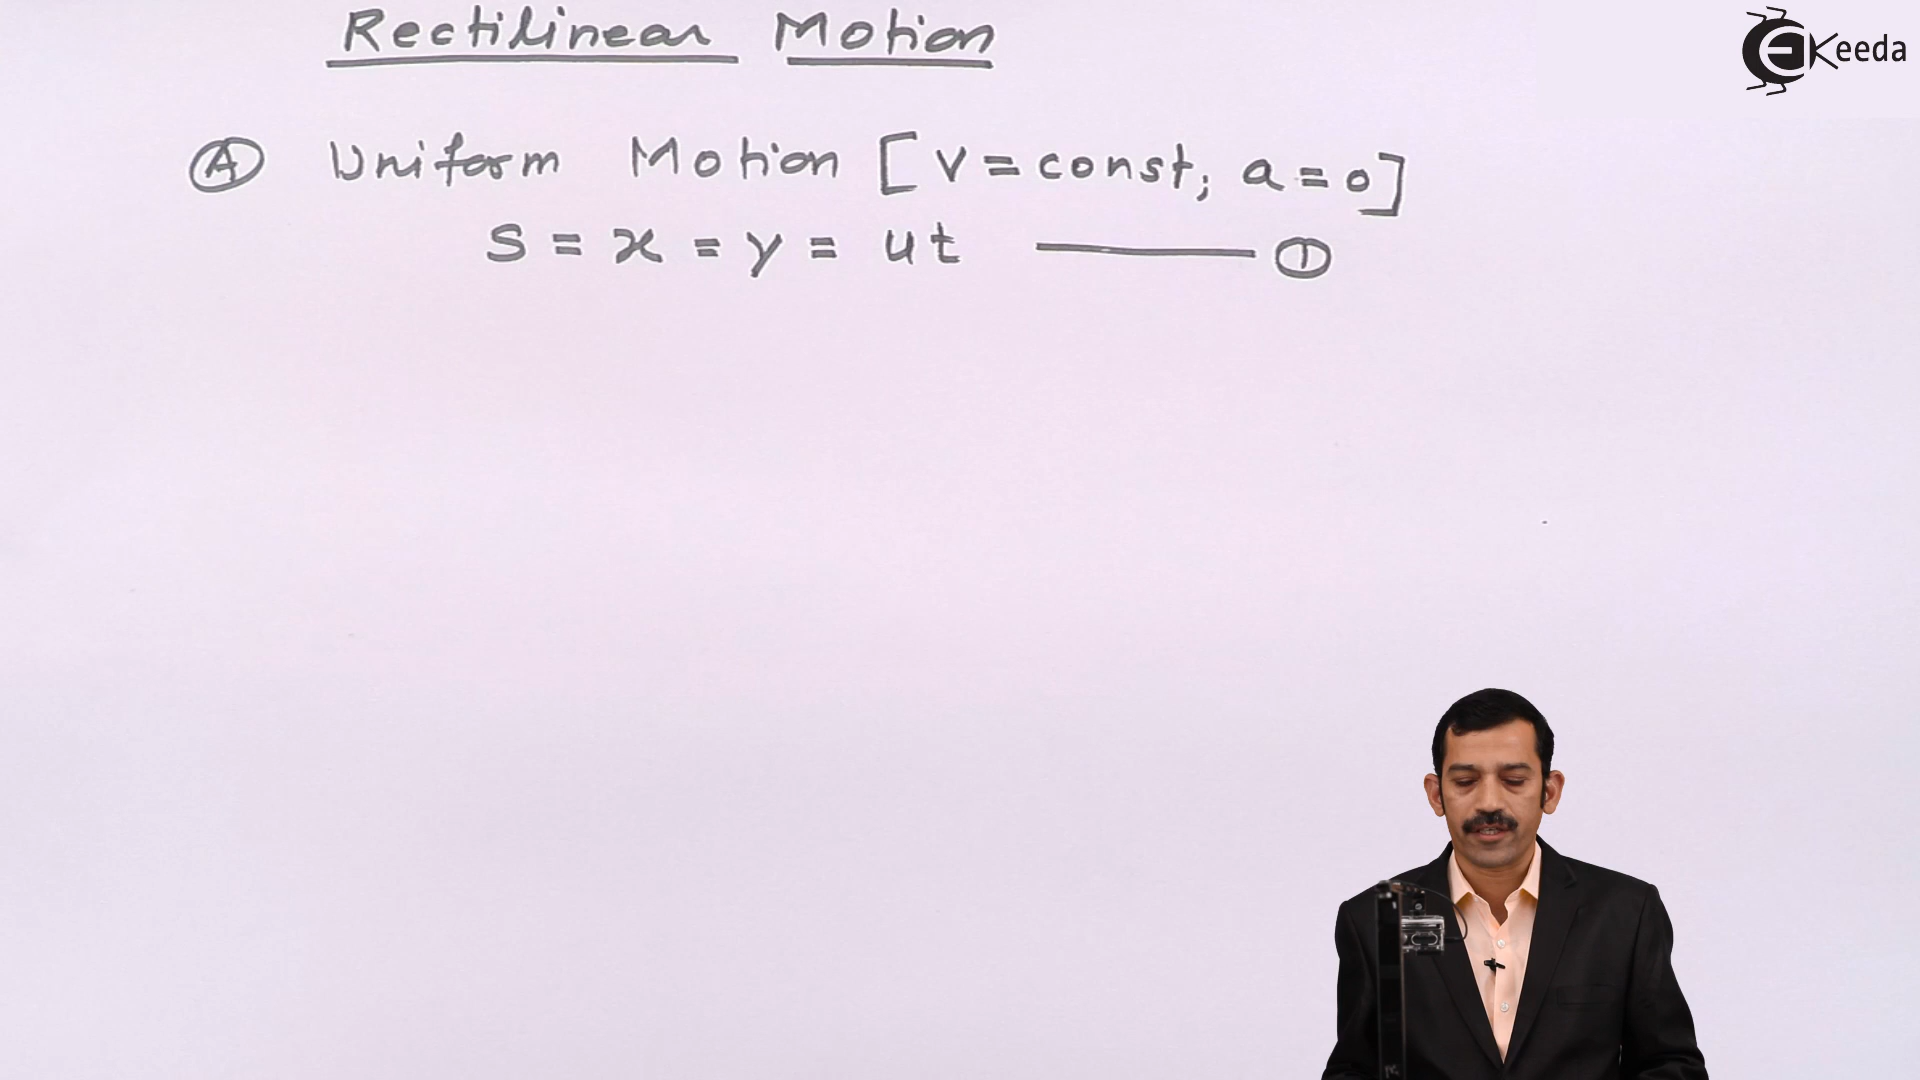 Rectilinear Motion
EKeeda
Ⓐ Uniform Motion [v = const; a = 0]
s = x = y = ut —— ①